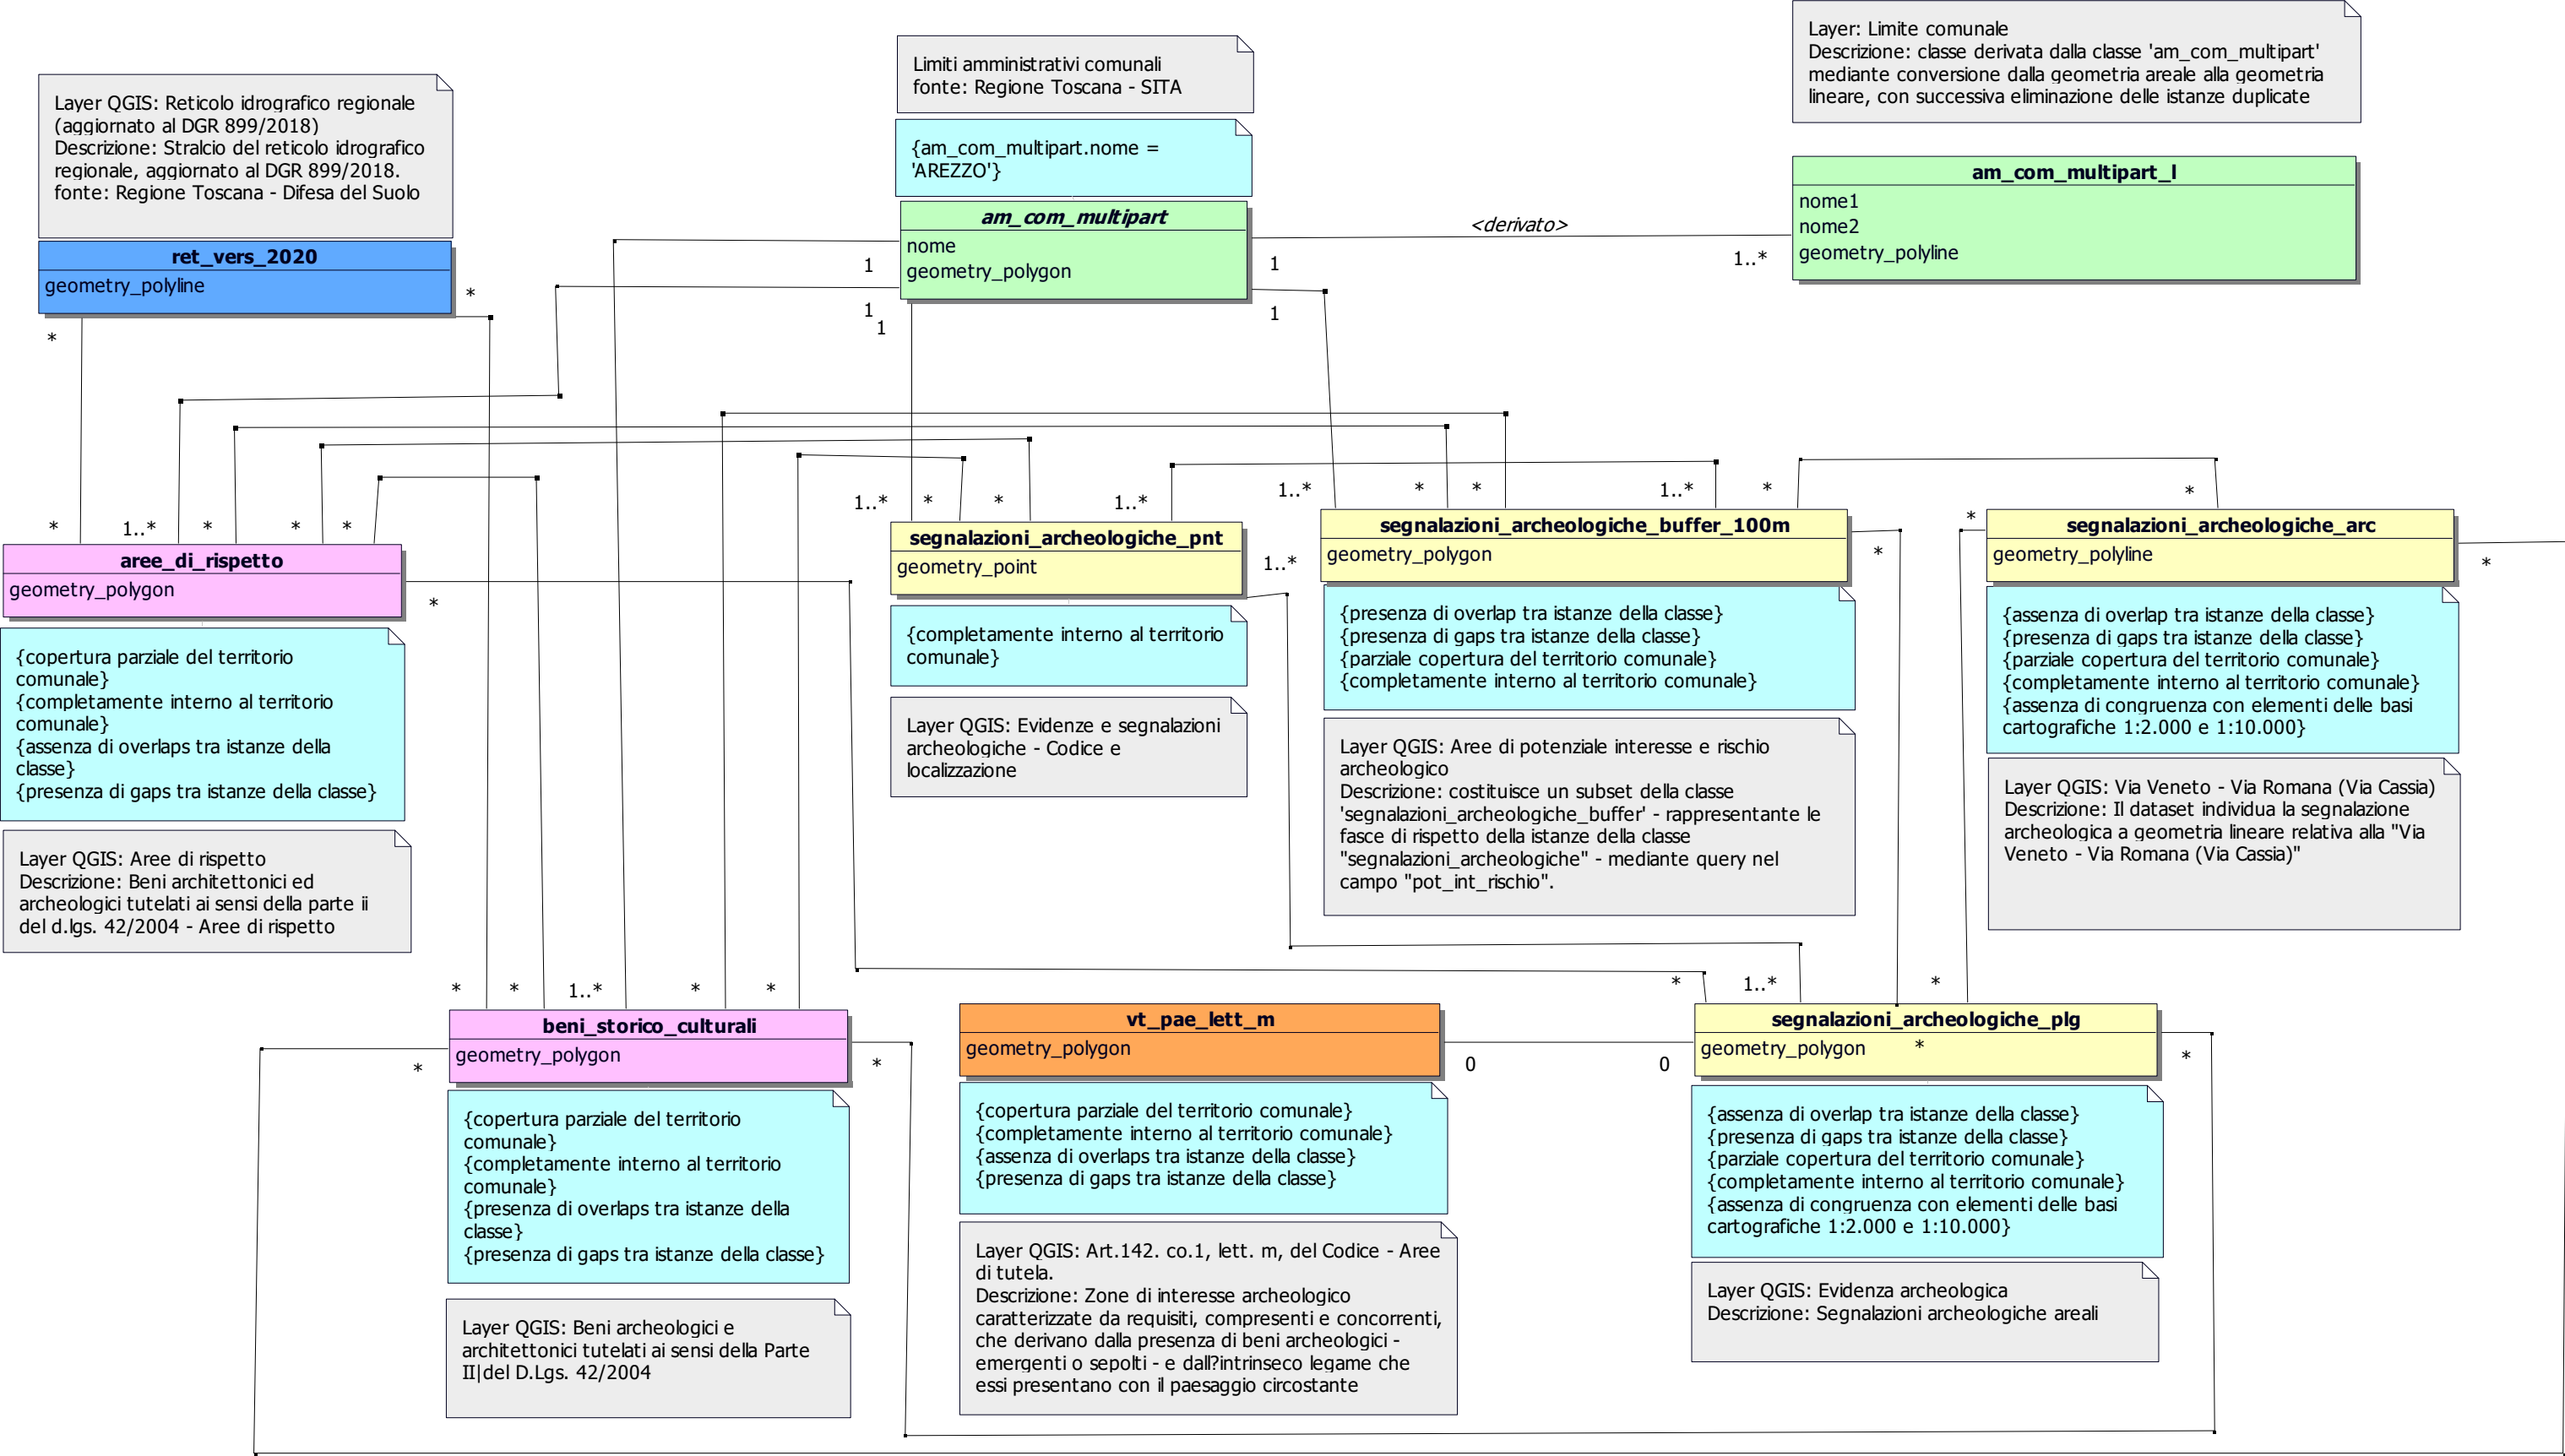 Layer: Limite comunale
Descrizione: classe derivata dalla classe 'am_com_multipart'
mediante conversione dalla geometria areale alla geometria
lineare, con successiva eliminazione delle istanze duplicate
Limiti amministrativi comunali
fonte: Regione Toscana - SITA
Layer QGIS: Reticolo idrografico regionale
(aggiornato al DGR 899/2018)
Descrizione: Stralcio del reticolo idrografico
regionale, aggiornato al DGR 899/2018.
fonte: Regione Toscana - Difesa del Suolo
{am_com_multipart.nome =
'AREZZO'}
am_com_multipart_l
nome1
nome2
geometry_polyline
am_com_multipart
nome
geometry_polygon
<derivato>
1
1..*
1
1
1
1
ret_vers_2020
geometry_polyline
*
*
*
1..*
*
*
*
1..*
*
*
1..*
1..*
*
*
1..*
*
*
*
aree_di_rispetto
geometry_polygon
*
{copertura parziale del territorio
comunale}
{completamente interno al territorio
comunale}
{assenza di overlaps tra istanze della
classe}
{presenza di gaps tra istanze della classe}
Layer QGIS: Aree di rispetto
Descrizione: Beni architettonici ed
archeologici tutelati ai sensi della parte ii
del d.lgs. 42/2004 - Aree di rispetto
segnalazioni_archeologiche_pnt
geometry_point
1..*
{completamente interno al territorio
comunale}
Layer QGIS: Evidenze e segnalazioni
archeologiche - Codice e
localizzazione
segnalazioni_archeologiche_buffer_100m
geometry_polygon
*
{presenza di overlap tra istanze della classe}
{presenza di gaps tra istanze della classe}
{parziale copertura del territorio comunale}
{completamente interno al territorio comunale}
Layer QGIS: Aree di potenziale interesse e rischio
archeologico
Descrizione: costituisce un subset della classe
'segnalazioni_archeologiche_buffer' - rappresentante le
fasce di rispetto della istanze della classe
"segnalazioni_archeologiche" - mediante query nel
campo "pot_int_rischio".
segnalazioni_archeologiche_arc
geometry_polyline
*
{assenza di overlap tra istanze della classe}
{presenza di gaps tra istanze della classe}
{parziale copertura del territorio comunale}
{completamente interno al territorio comunale}
{assenza di congruenza con elementi delle basi
cartografiche 1:2.000 e 1:10.000}
Layer QGIS: Via Veneto - Via Romana (Via Cassia)
Descrizione: Il dataset individua la segnalazione
archeologica a geometria lineare relativa alla "Via
Veneto - Via Romana (Via Cassia)"
*
*
1..*
*
*
*
1..*
*
beni_storico_culturali
geometry_polygon
*
*
{copertura parziale del territorio
comunale}
{completamente interno al territorio
comunale}
{presenza di overlaps tra istanze della
classe}
{presenza di gaps tra istanze della classe}
Layer QGIS: Beni archeologici e
architettonici tutelati ai sensi della Parte
II|del D.Lgs. 42/2004
vt_pae_lett_m
geometry_polygon
0
0
{copertura parziale del territorio comunale}
{completamente interno al territorio comunale}
{assenza di overlaps tra istanze della classe}
{presenza di gaps tra istanze della classe}
Layer QGIS: Art.142. co.1, lett. m, del Codice - Aree
di tutela.
Descrizione: Zone di interesse archeologico
caratterizzate da requisiti, compresenti e concorrenti,
che derivano dalla presenza di beni archeologici -
emergenti o sepolti - e dall?intrinseco legame che
essi presentano con il paesaggio circostante
segnalazioni_archeologiche_plg
geometry_polygon *
*
{assenza di overlap tra istanze della classe}
{presenza di gaps tra istanze della classe}
{parziale copertura del territorio comunale}
{completamente interno al territorio comunale}
{assenza di congruenza con elementi delle basi
cartografiche 1:2.000 e 1:10.000}
Layer QGIS: Evidenza archeologica
Descrizione: Segnalazioni archeologiche areali